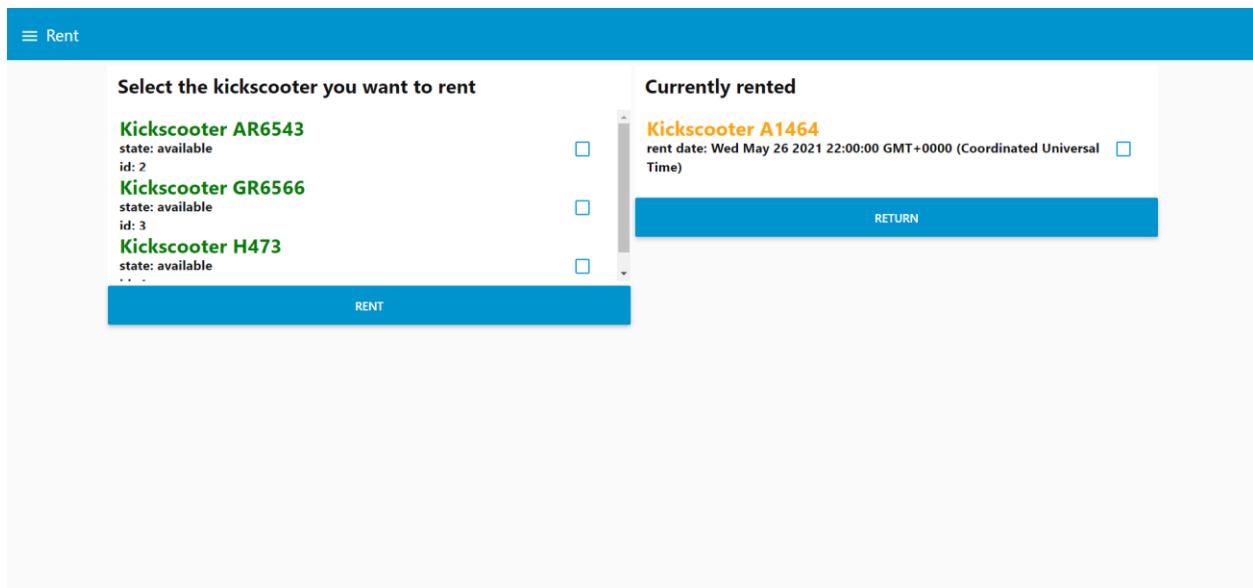 Rent
Select the kickscooter you want to rent
Kickscooter AR6543
state: available
id: 2
Kickscooter GR6566
state: available
id: 3
Kickscooter H473
state: available
RENT
Currently rented
Kickscooter A1464
rent date: Wed May 26 2021 22:00:00 GMT+0000 (Coordinated Universal
Time)
RETURN